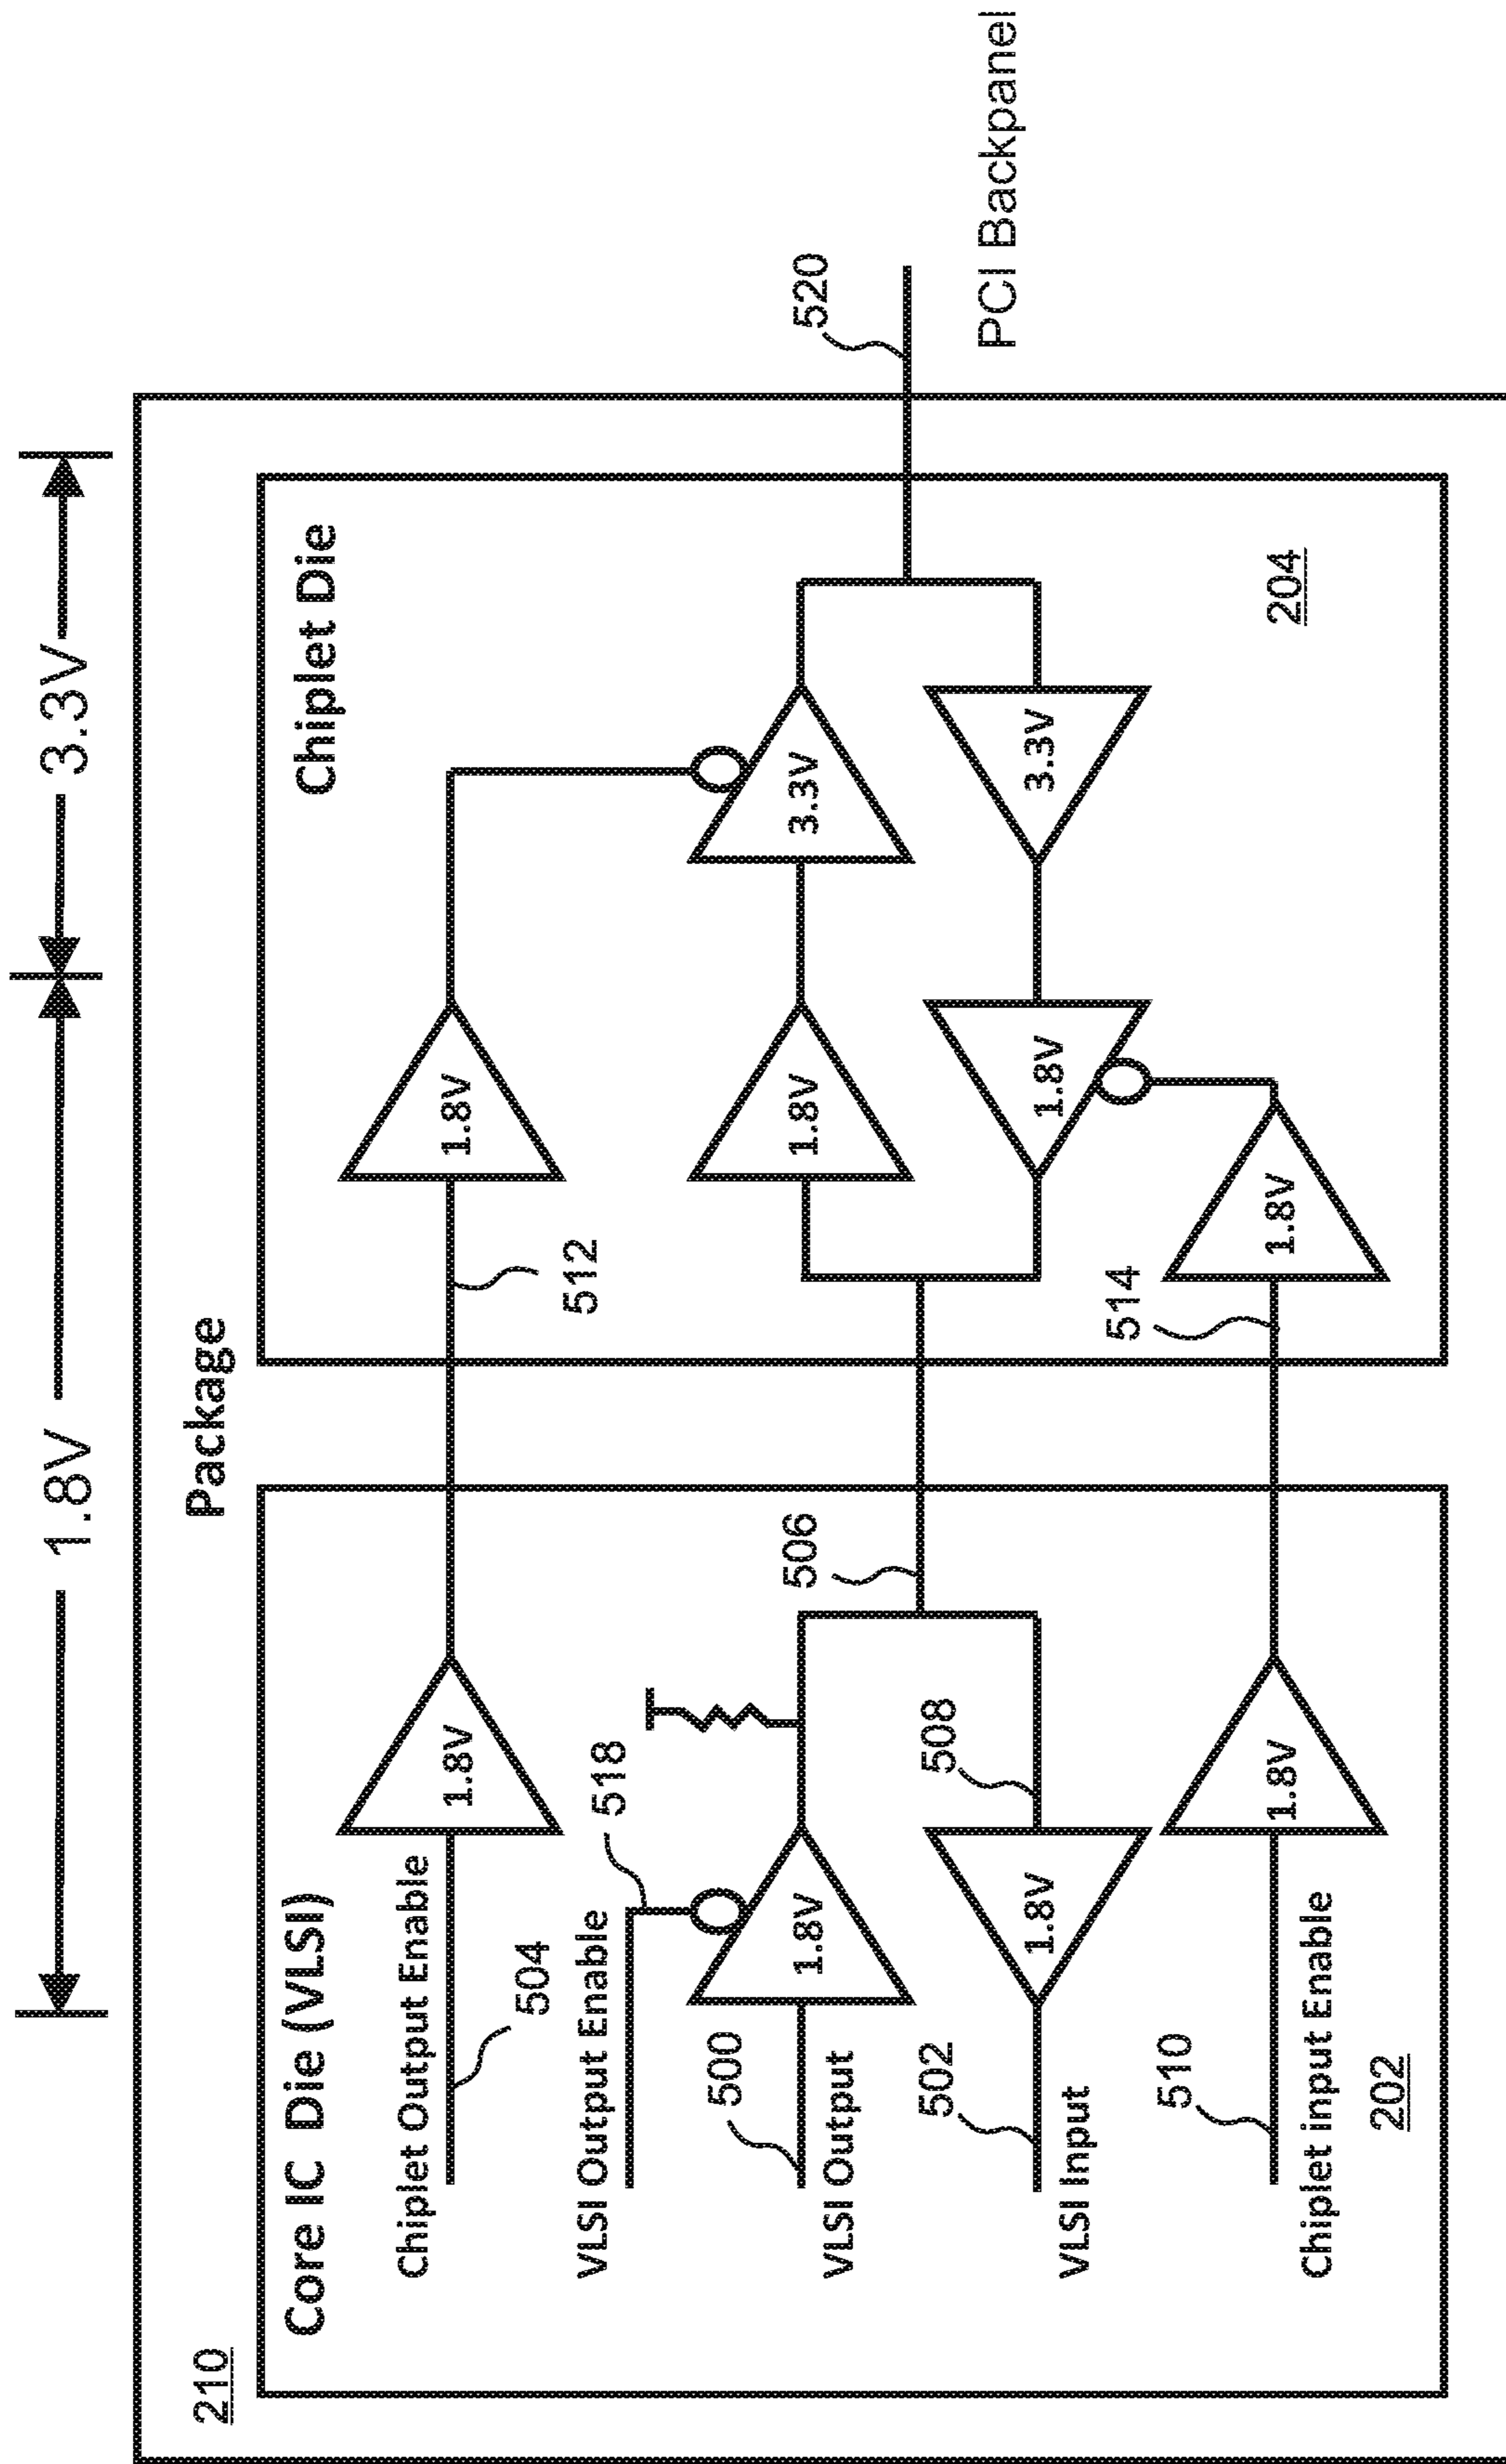 1.8V
3.3V
Package
210
Core IC Die (VLSI)
Chiplet Die
Chiplet Output Enable
504
1.8V
512
1.8V
VLSI Output Enable
518
500
VLSI Output
1.8V
506
1.8V
3.3V
520
PCI Backpanel
502
VLSI Input
1.8V
508
1.8V
3.3V
510
Chiplet input Enable
1.8V
514
1.8V
202
204